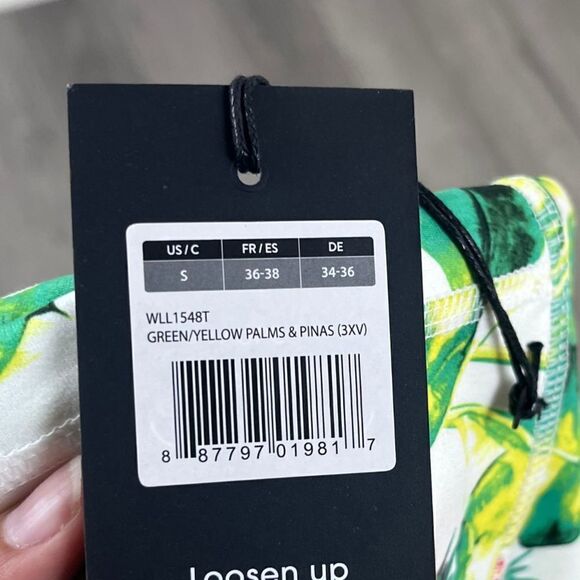 US / C FR / ES DE
S 36-38 34-36
WLL1548T
GREEN/YELLOW PALMS & PINAS (3XV)
8 87797 01981 7
Loosen up